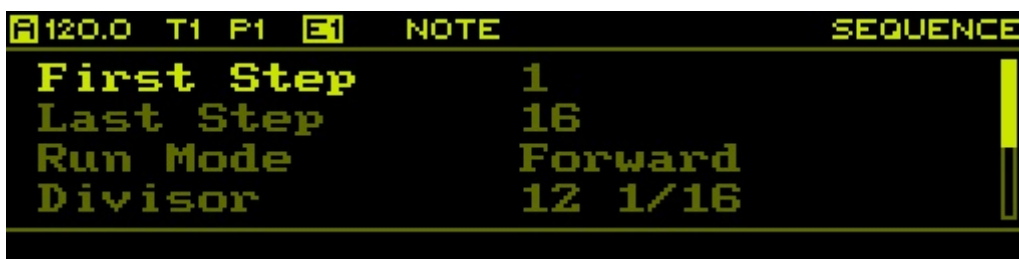 A 120.0 T1 P1 E1 NOTE SEQUENCE
First Step 1
Last Step 16
Run Mode Forward
Divisor 12 1/16